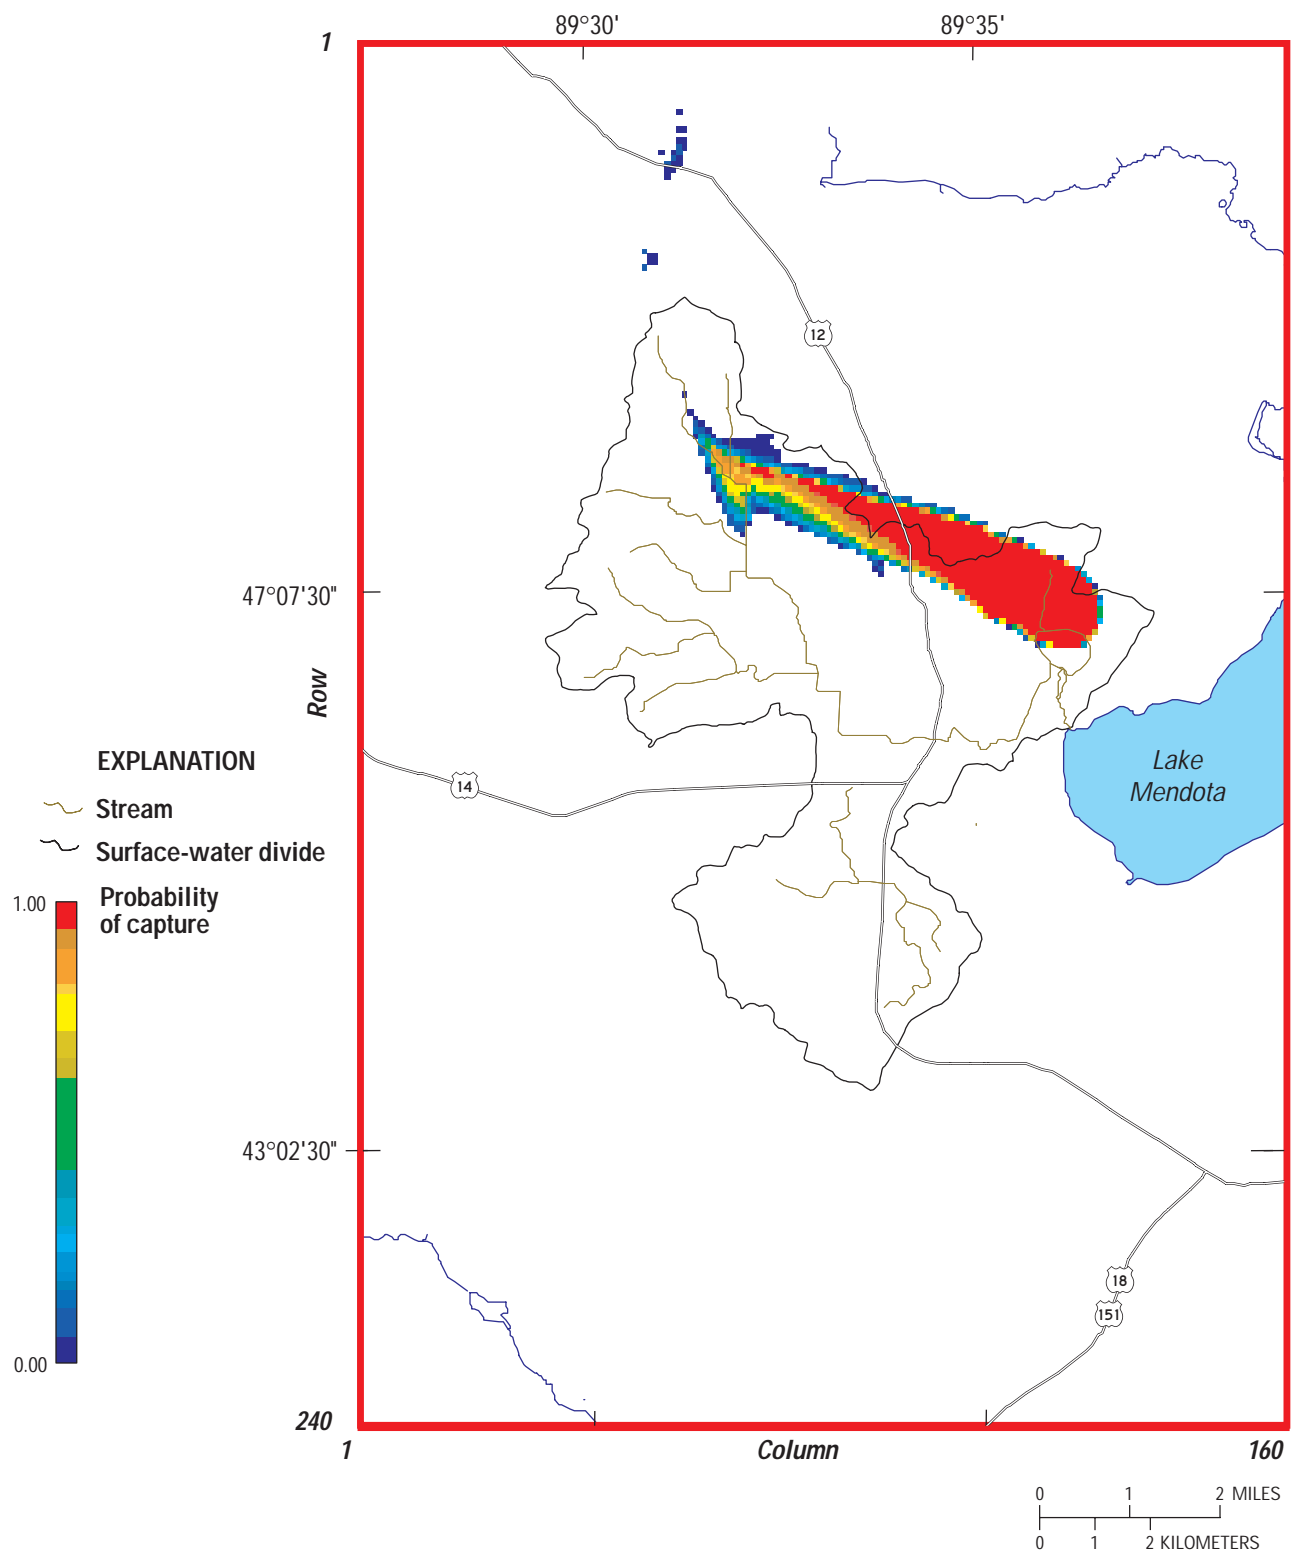 89°30' 89°35'
1
12
47°07'30"
Row
EXPLANATION
Stream
Surface-water divide
Probability
of capture
1.00
0.00
14
Lake
Mendota
43°02'30"
18
151
240
1 Column 160
0 1 2 MILES
0 1 2 KILOMETERS